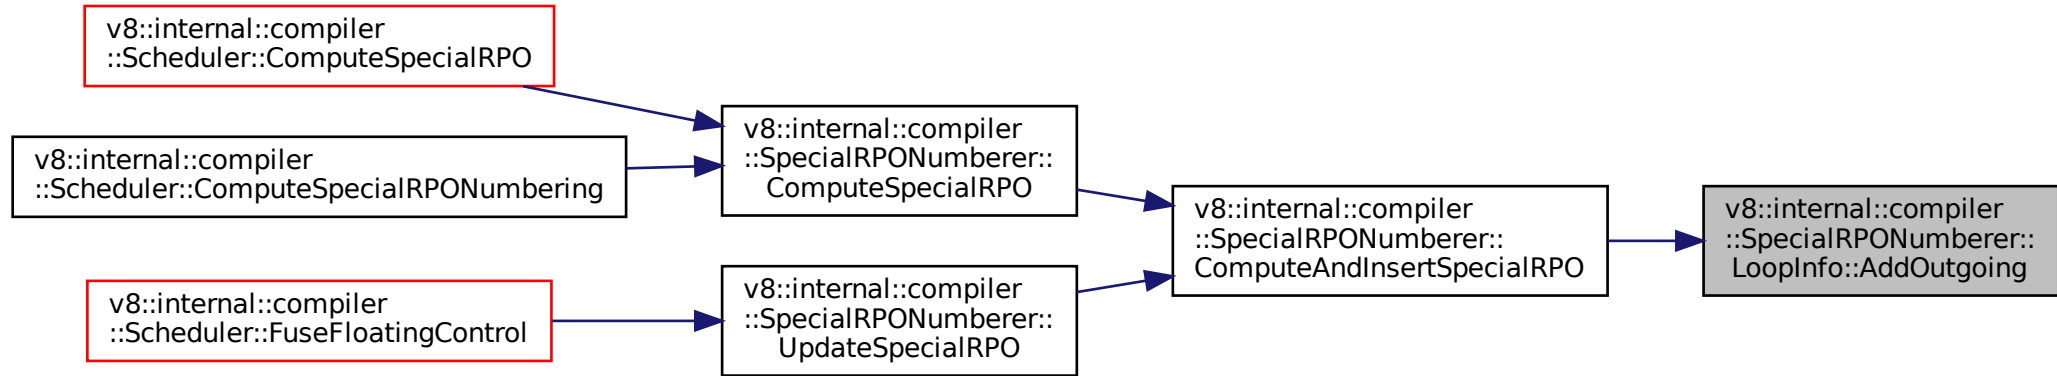 v8::internal::compiler
::Scheduler::ComputeSpecialRPO
v8::internal::compiler
::Scheduler::ComputeSpecialRPONumbering
v8::internal::compiler
::Scheduler::FuseFloatingControl
v8::internal::compiler
::SpecialRPONumberer::
ComputeSpecialRPO
v8::internal::compiler
::SpecialRPONumberer::
UpdateSpecialRPO
v8::internal::compiler
::SpecialRPONumberer::
ComputeAndInsertSpecialRPO
v8::internal::compiler
::SpecialRPONumberer::
LoopInfo::AddOutgoing